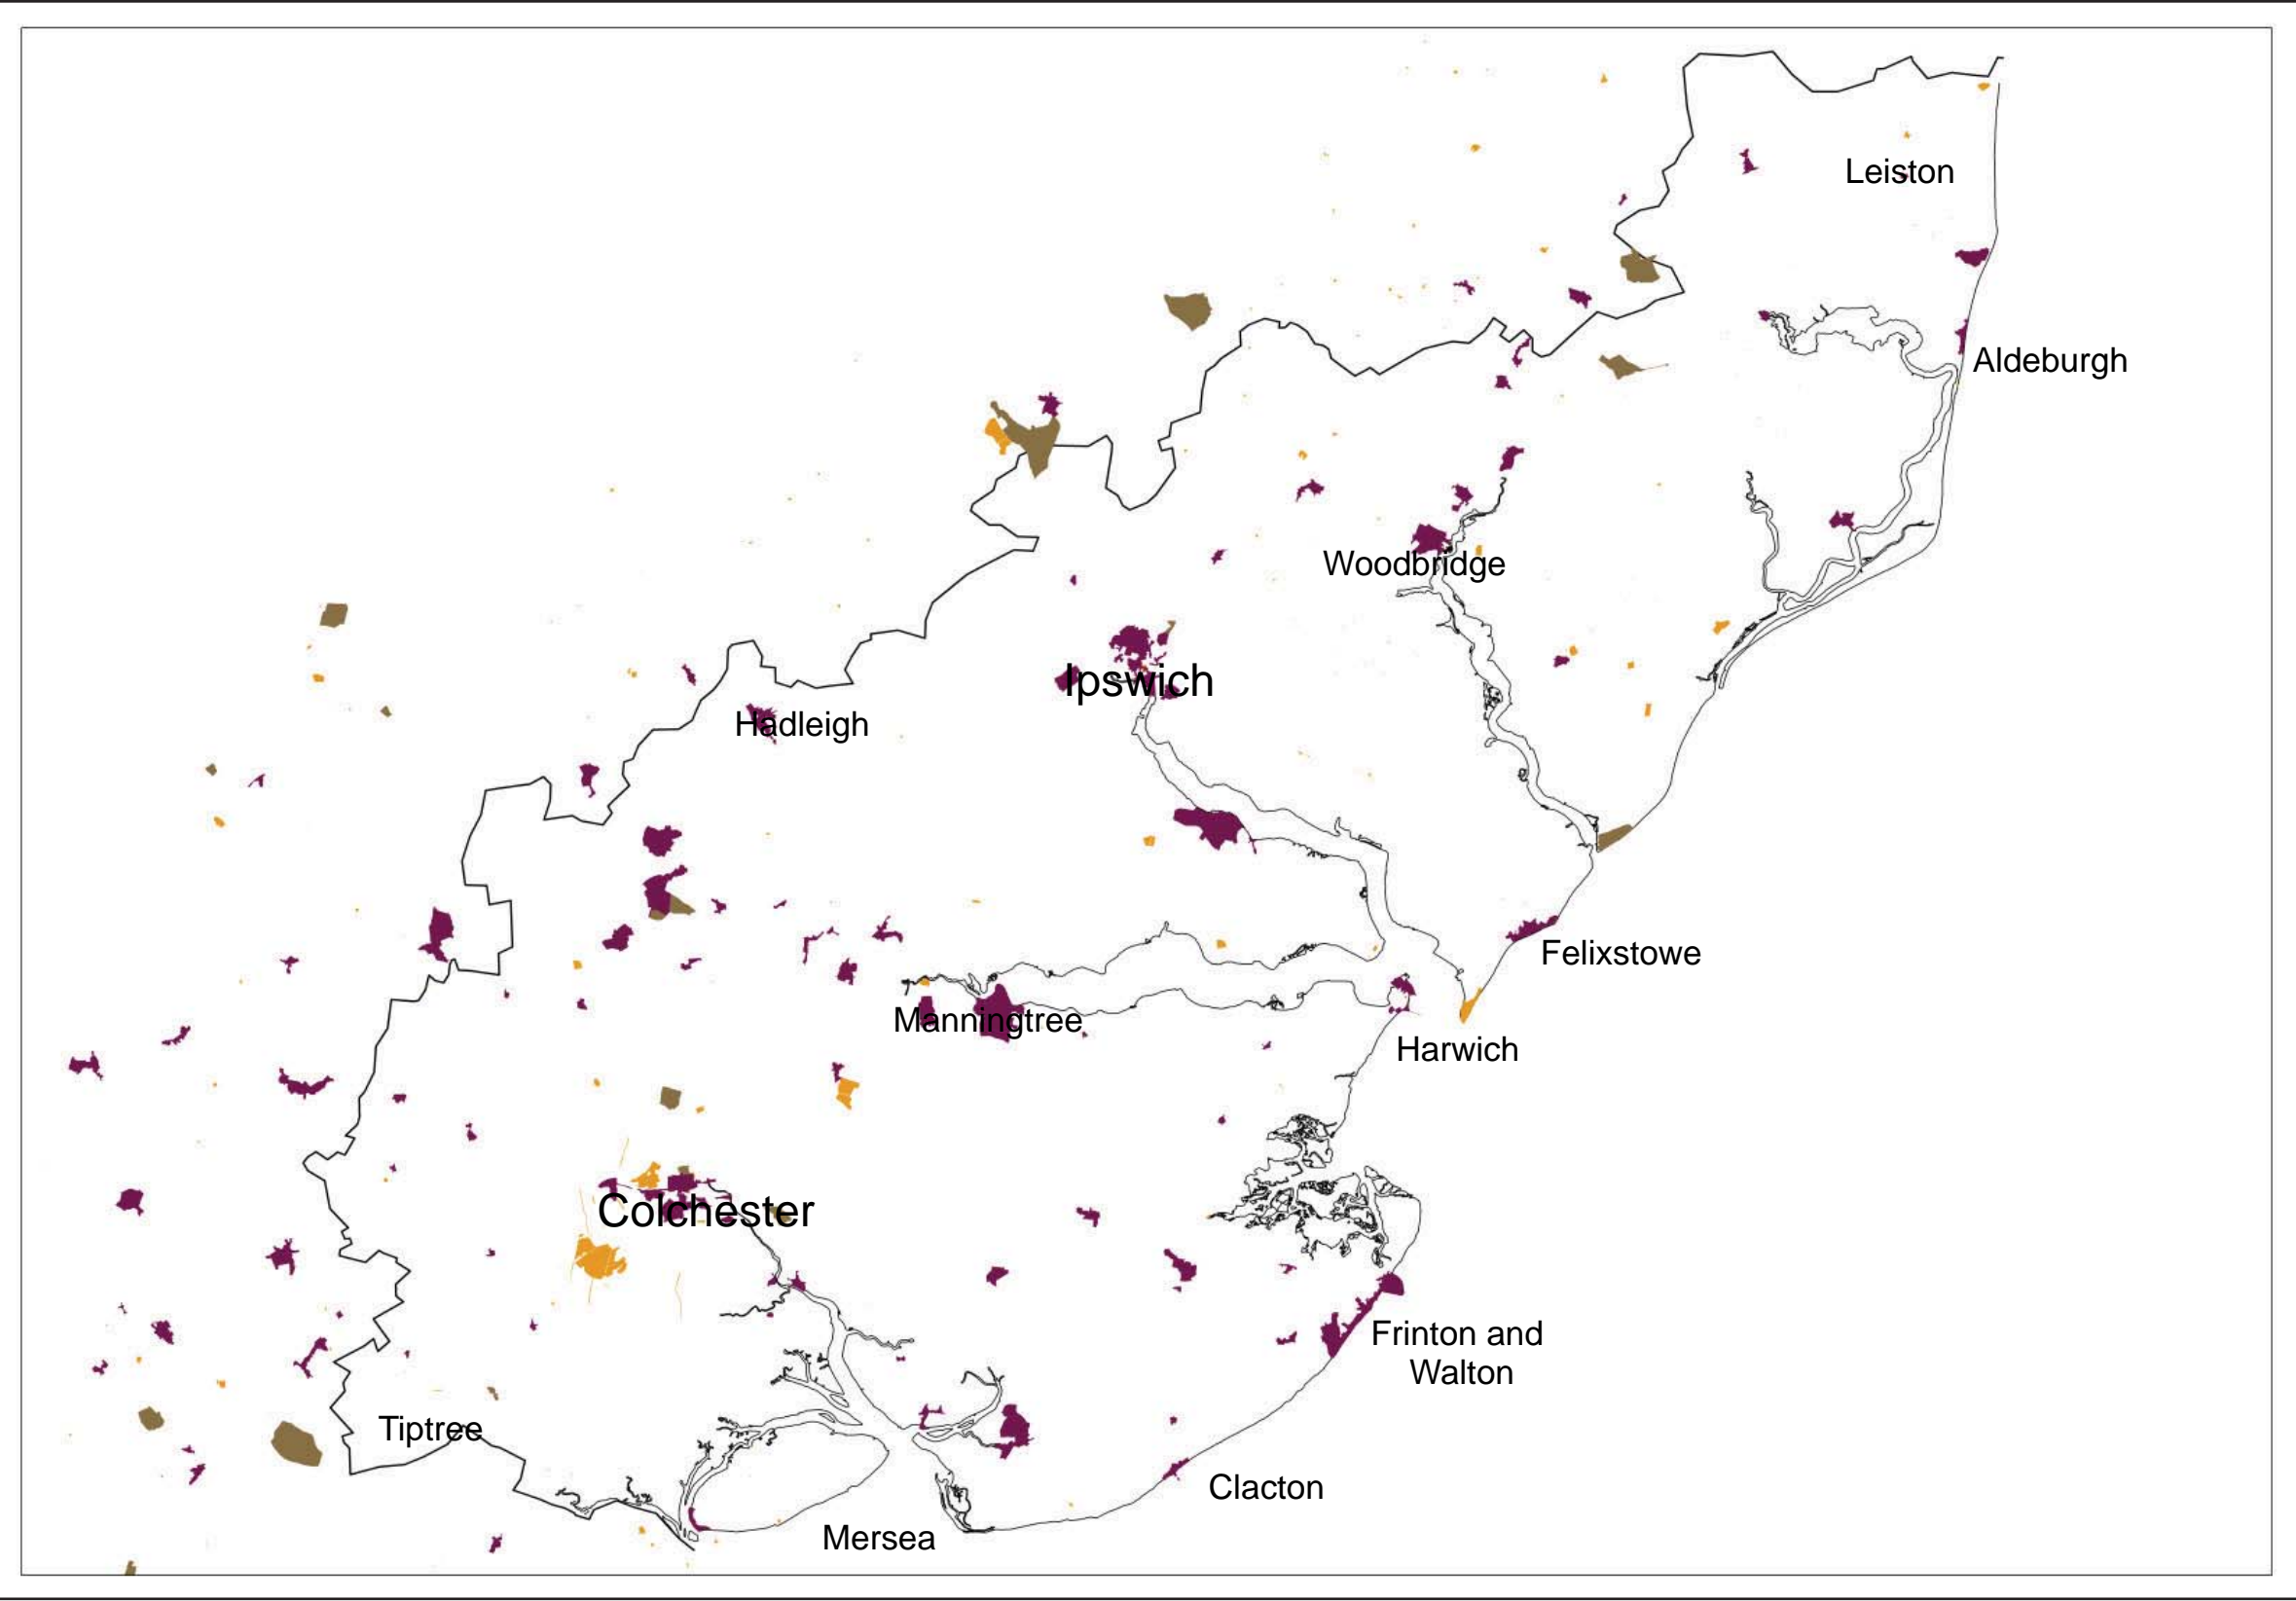 Leiston
Aldeburgh
Woodbridge
Ipswich
Hadleigh
Felixstowe
Manningtree
Harwich
Colchester
Frinton and
Walton
Tiptree
Clacton
Mersea